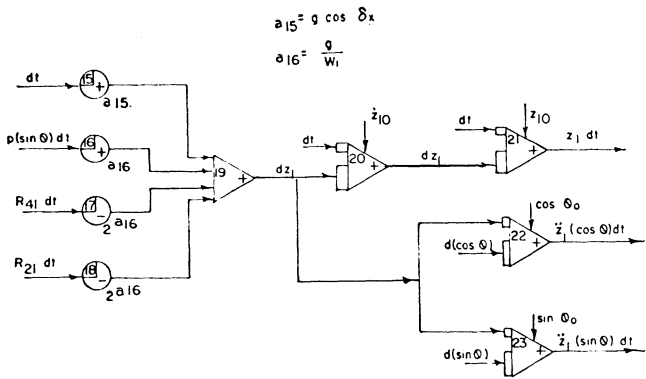 a15 = g cos δx
a16 = g / W1
dt 15 + a15.
p(sin Θ) dt 16 + a16
R41 dt 17 - 2 a16
R21 dt 18 - 2 a16
19 dz1
dt ż10 20 + dz1
dt z10 21 + z1 dt
cos Θ0
d(cos Θ) 22 + z̈1 (cos Θ)dt
sin Θ0
d(sin Θ) 23 + z̈1 (sin Θ) dt